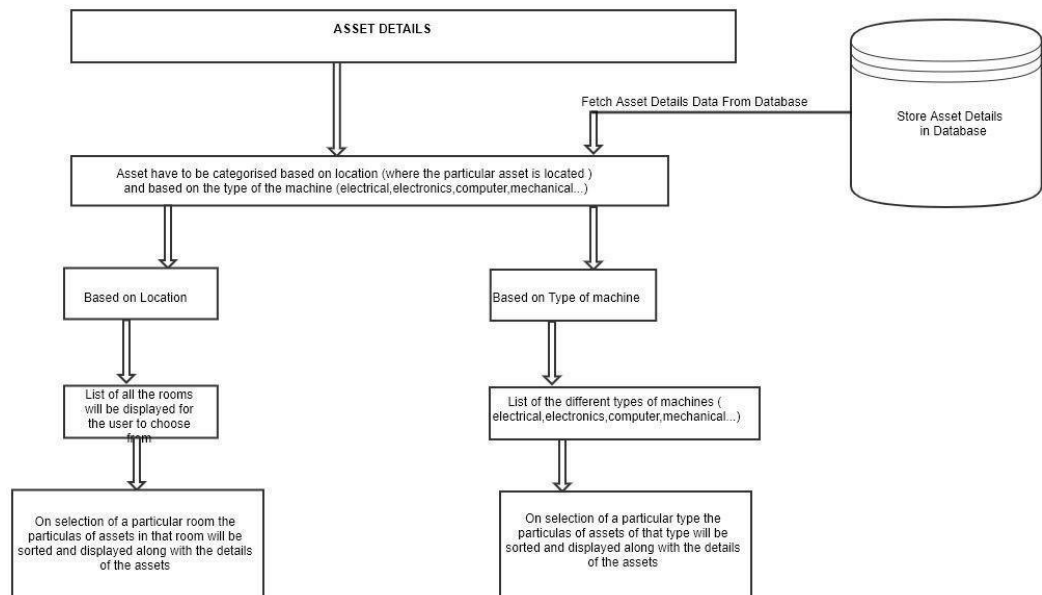 ASSET DETAILS
Fetch Asset Details Data From Database
Store Asset Details
in Database
Asset have to be categorised based on location (where the particular asset is located )
and based on the type of the machine (electrical,electronics,computer,mechanical...)
Based on Location
Based on Type of machine
List of all the rooms
will be displayed for
the user to choose
from
List of the different types of machines (
electrical,electronics,computer,mechanical...)
On selection of a particular room the
particulas of assets in that room will be
sorted and displayed along with the details
of the assets
On selection of a particular type the
particulas of assets of that type will be
sorted and displayed along with the details
of the assets